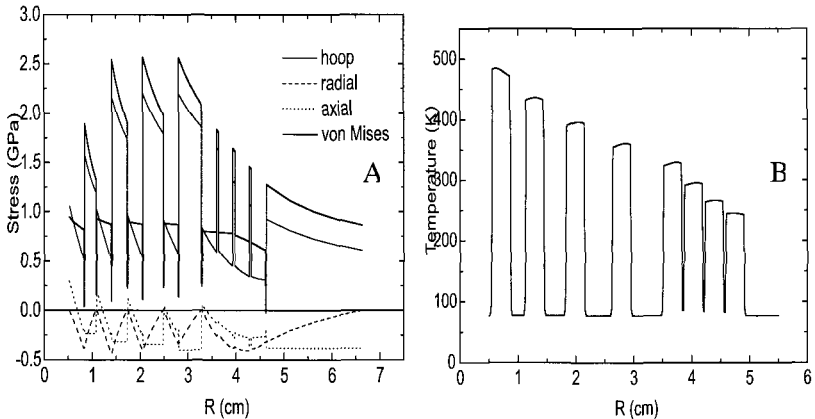 3.0
2.5
2.0
1.5
1.0
0.5
0.0
-0.5
Stress (GPa)
hoop
radial
axial
von Mises
A
0 1 2 3 4 5 6 7
R (cm)
500
400
300
200
100
0
Temperature (K)
B
0 1 2 3 4 5 6
R (cm)